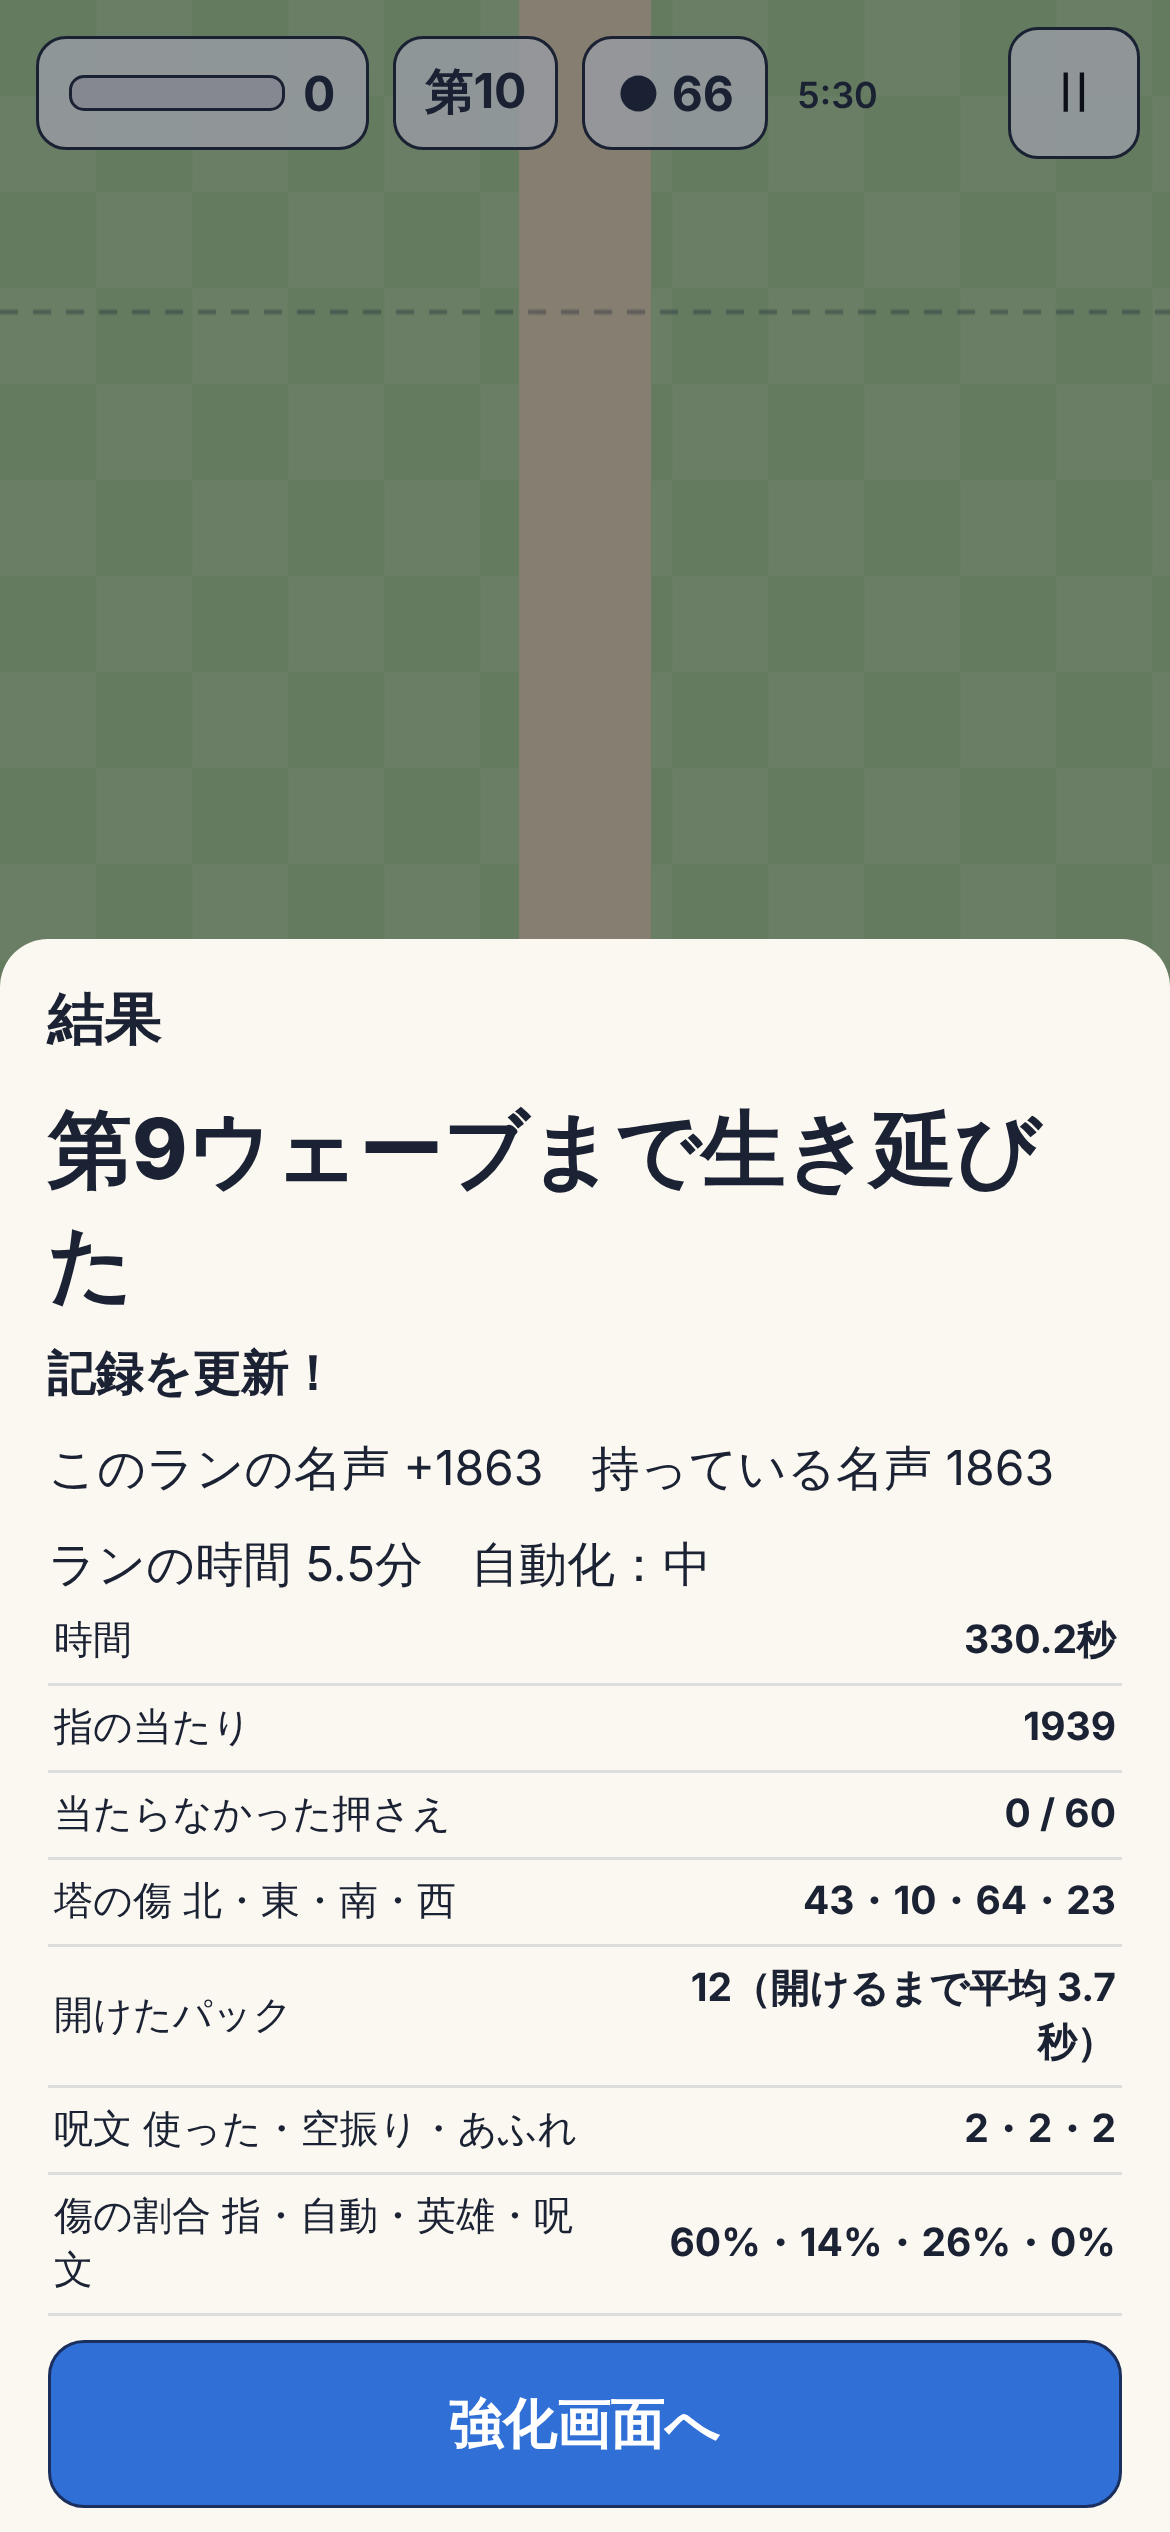 0 第10 66 5:30
結果
第9ウェーブまで生き延び
た
記録を更新！
このランの名声 +1863　持っている名声 1863
ランの時間 5.5分　自動化：中
時間 330.2秒
指の当たり 1939
当たらなかった押さえ 0 / 60
塔の傷 北・東・南・西 43・10・64・23
開けたパック 12（開けるまで平均 3.7
秒）
呪文 使った・空振り・あふれ 2・2・2
傷の割合 指・自動・英雄・呪
文 60%・14%・26%・0%
強化画面へ